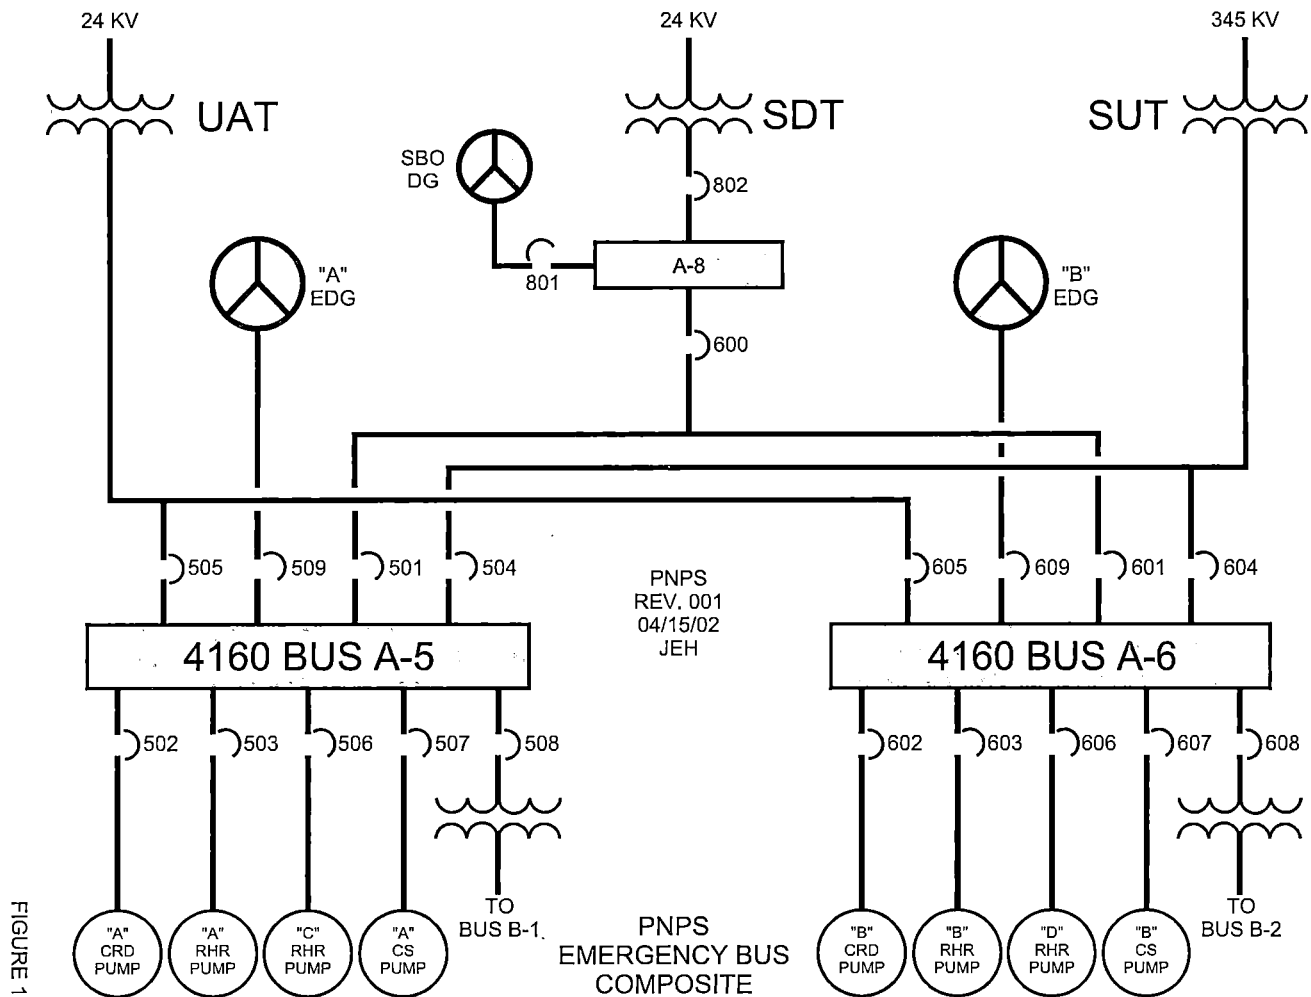 24 KV
24 KV
345 KV
UAT
SDT
SUT
SBO
DG
802
"A"
EDG
801
A-8
"B"
EDG
600
505
509
501
504
605
609
601
604
PNPS
REV. 001
04/15/02
JEH
4160 BUS A-5
4160 BUS A-6
502
503
506
507
508
602
603
606
607
608
"A"
CRD
PUMP
"A"
RHR
PUMP
"C"
RHR
PUMP
"A"
CS
PUMP
TO
BUS B-1
PNPS
EMERGENCY BUS
COMPOSITE
"B"
CRD
PUMP
"B"
RHR
PUMP
"D"
RHR
PUMP
"B"
CS
PUMP
TO
BUS B-2
FIGURE 1